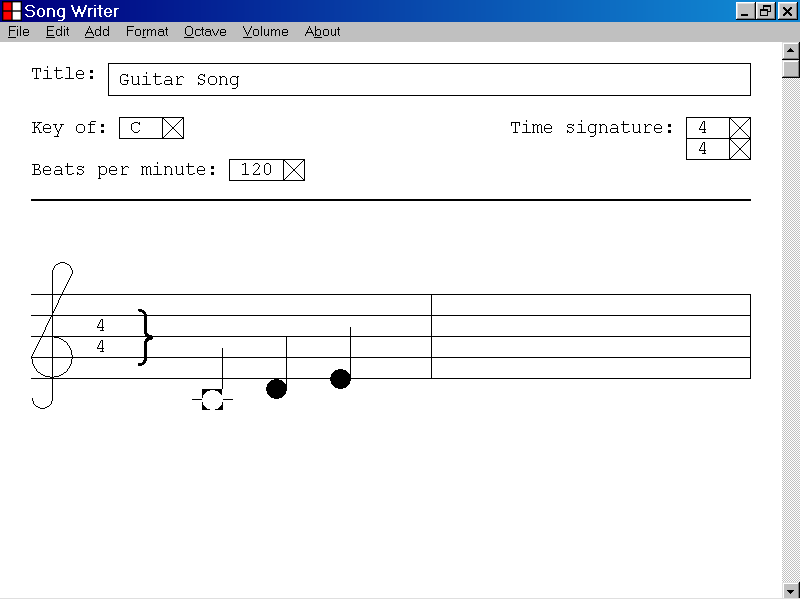 Song Writer
File Edit Add Format Octave Volume About
Title: Guitar Song
Key of: C Time signature: 4
4
Beats per minute: 120
4
4